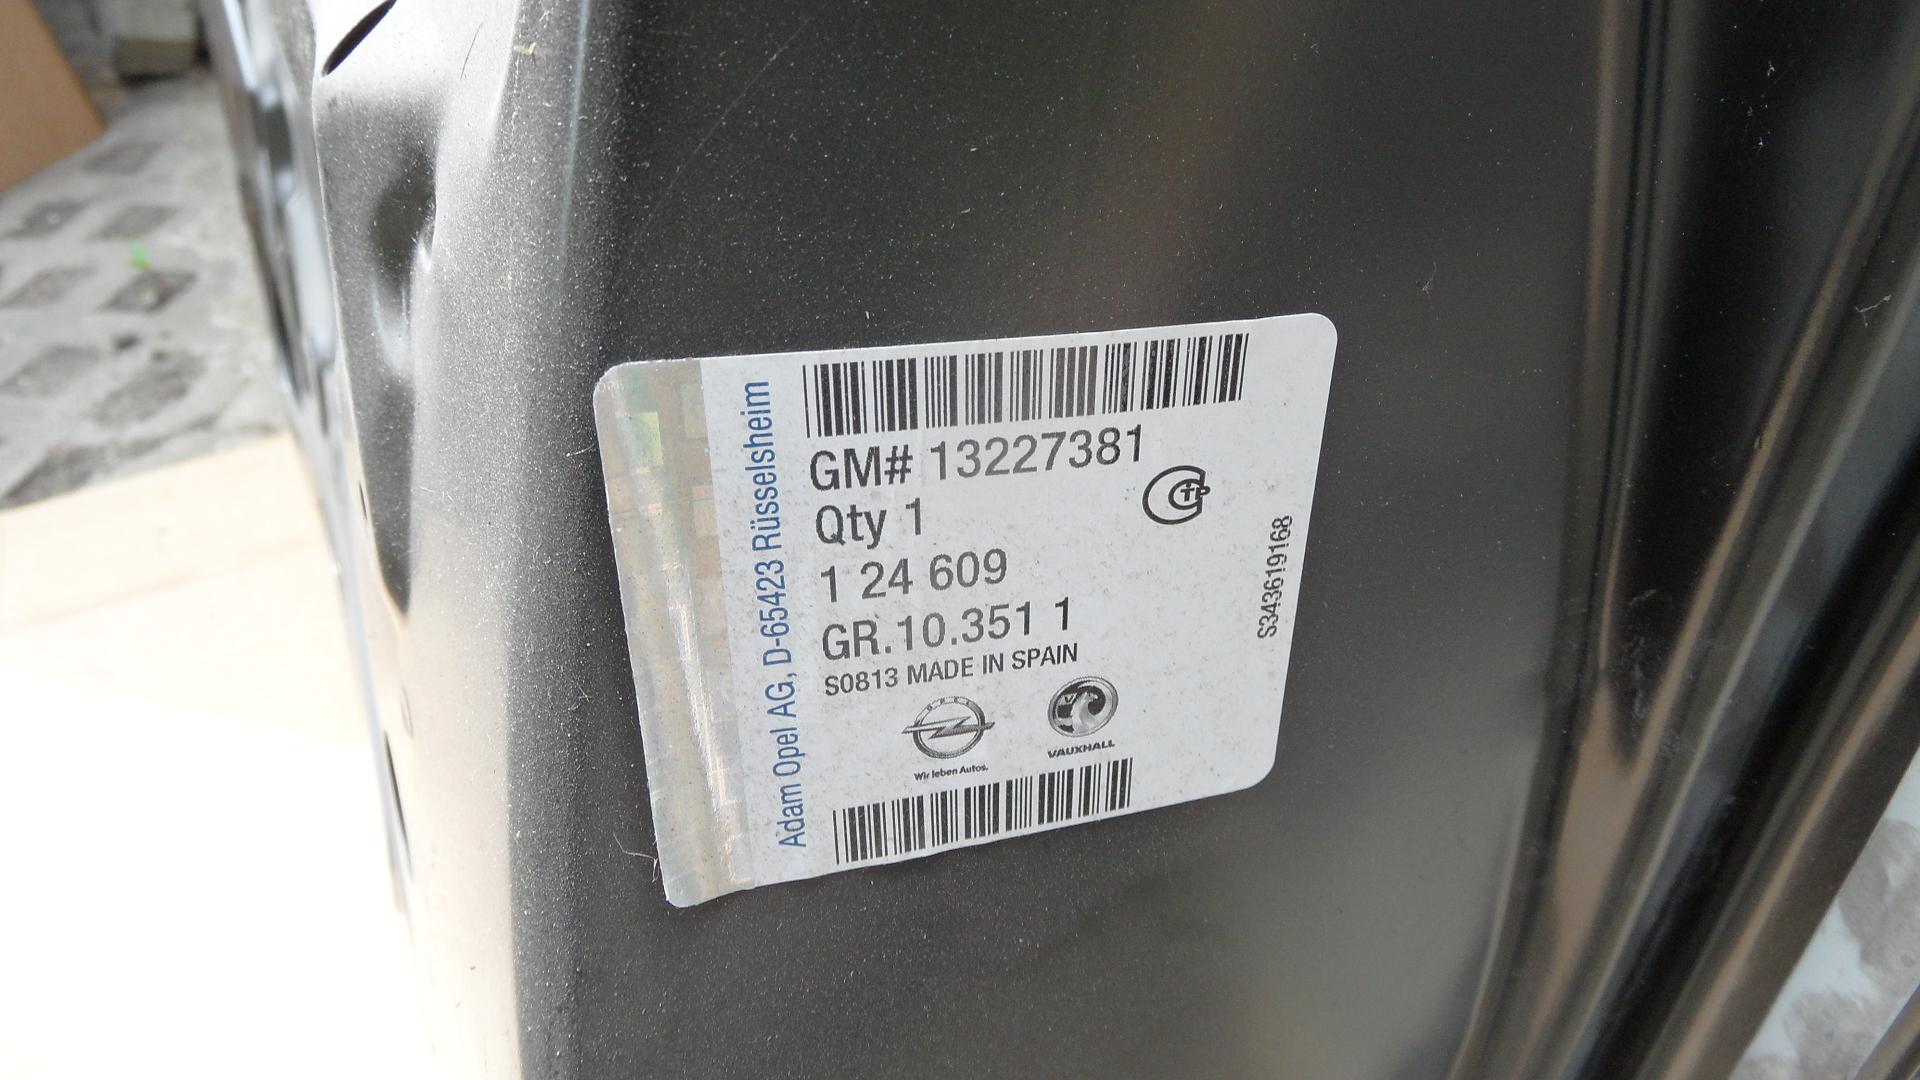 Adam Opel AG, D-65423 Rüsselsheim
GM# 13227381
Qty 1
1 24 609
GR.10.351 1
S0813 MADE IN SPAIN
OPEL
Wir leben Autos.
VAUXHALL
S343619168